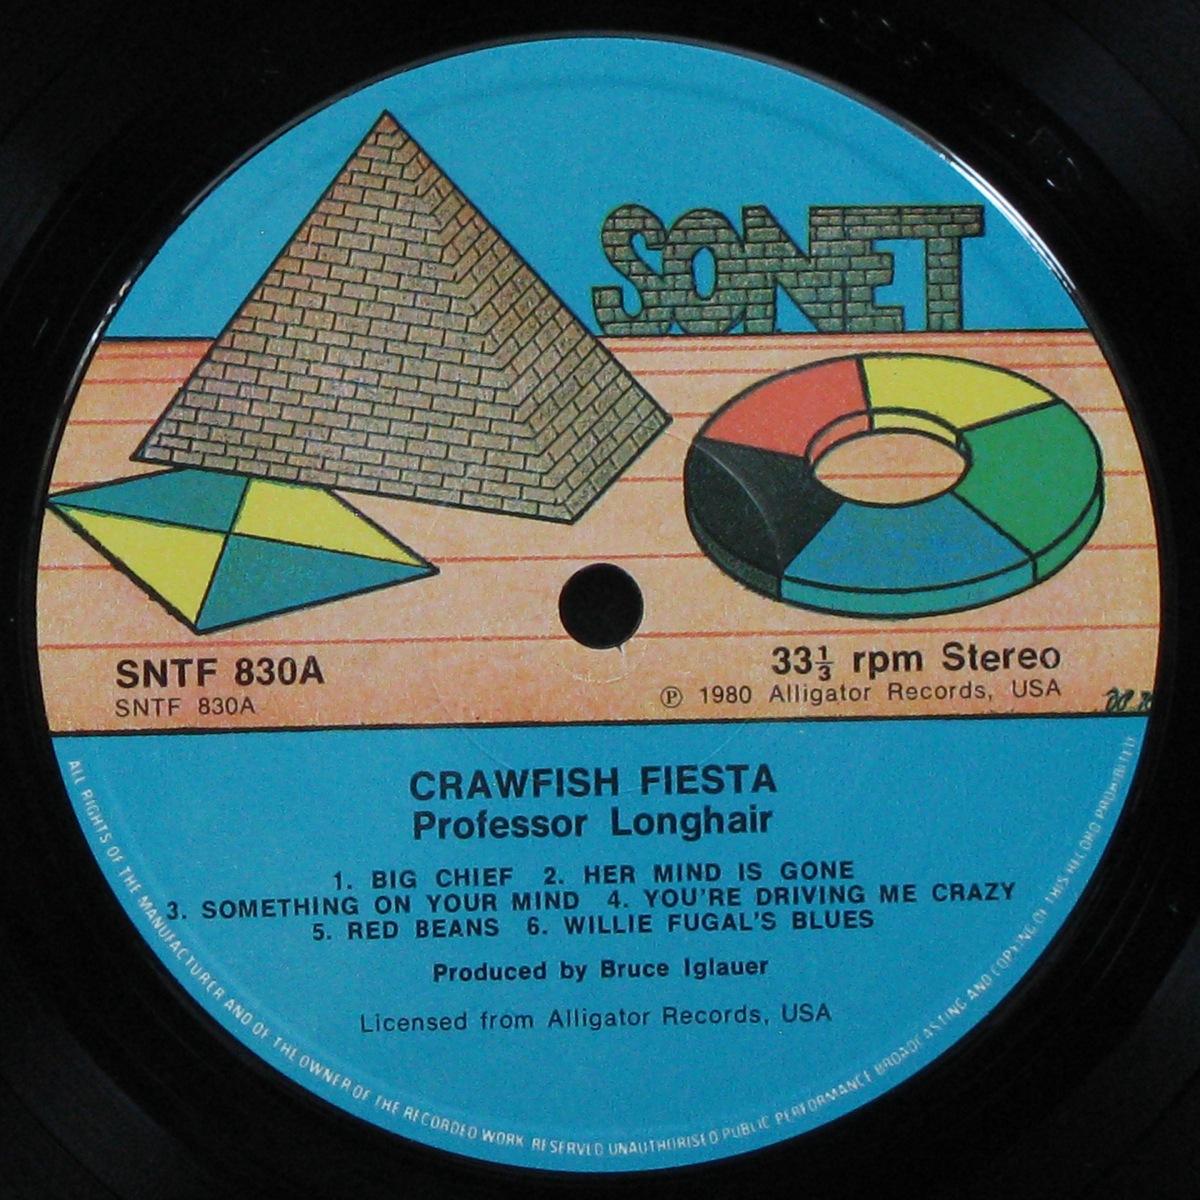 SONET
SNTF 830A
SNTF 830A
33⅓ rpm Stereo
℗ 1980 Alligator Records, USA
CRAWFISH FIESTA
Professor Longhair
1. BIG CHIEF 2. HER MIND IS GONE
3. SOMETHING ON YOUR MIND 4. YOU'RE DRIVING ME CRAZY
5. RED BEANS 6. WILLIE FUGAL'S BLUES
Produced by Bruce Iglauer
Licensed from Alligator Records, USA
ALL RIGHTS OF THE MANUFACTURER AND OF THE OWNER OF THE RECORDED WORK RESERVED UNAUTHORISED PUBLIC PERFORMANCE BROADCASTING AND COPYING OF THIS RECORD PROHIBITED